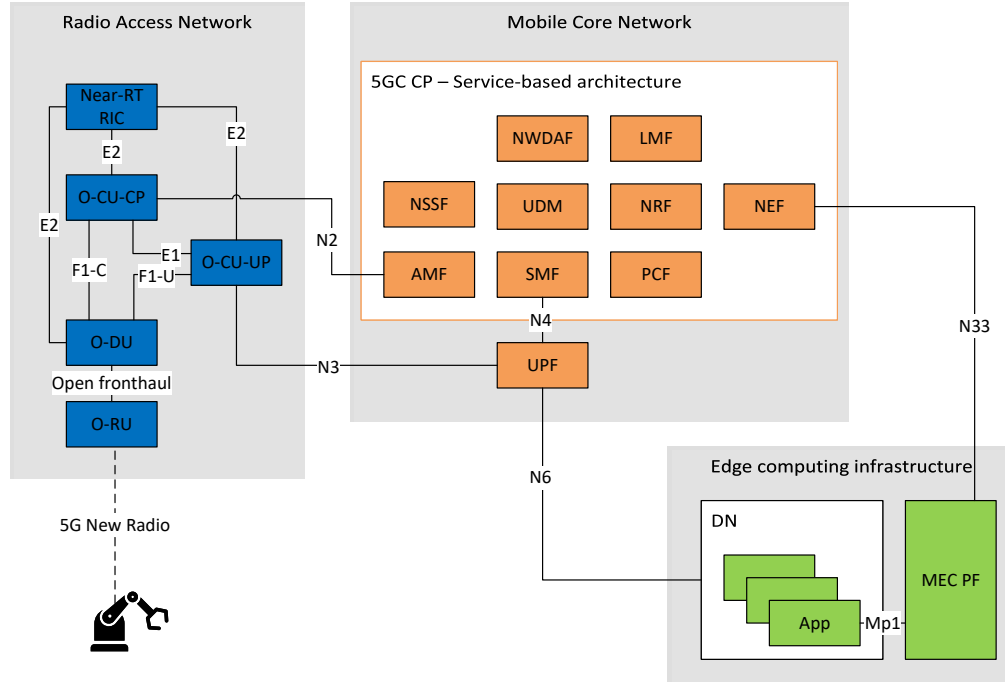 Radio Access Network
Mobile Core Network
5GC CP – Service-based architecture
Near-RT
RIC
E2
E2
E2
O-CU-CP
E1
F1-C
F1-U
O-CU-UP
O-DU
Open fronthaul
O-RU
5G New Radio
N2
N3
NWDAF
LMF
NSSF
UDM
NRF
NEF
AMF
SMF
PCF
N4
UPF
N6
N33
Edge computing infrastructure
DN
App
Mp1
MEC PF